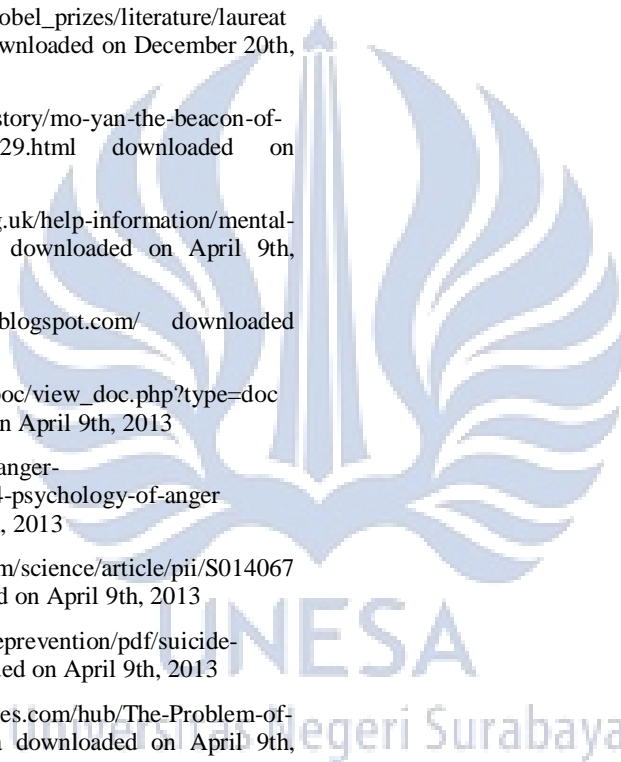 obel_prizes/literature/laureat
wnloaded on December 20th,
story/mo-yan-the-beacon-of-
29.html downloaded on
g.uk/help-information/mental-
downloaded on April 9th,
blogspot.com/ downloaded
poc/view_doc.php?type=doc
n April 9th, 2013
anger-
4-psychology-of-anger
, 2013
m/science/article/pii/S014067
d on April 9th, 2013
eprevention/pdf/suicide-
ded on April 9th, 2013
UNESA
es.com/hub/The-Problem-of-
a downloaded on April 9th,
Universitas Negeri Surabaya